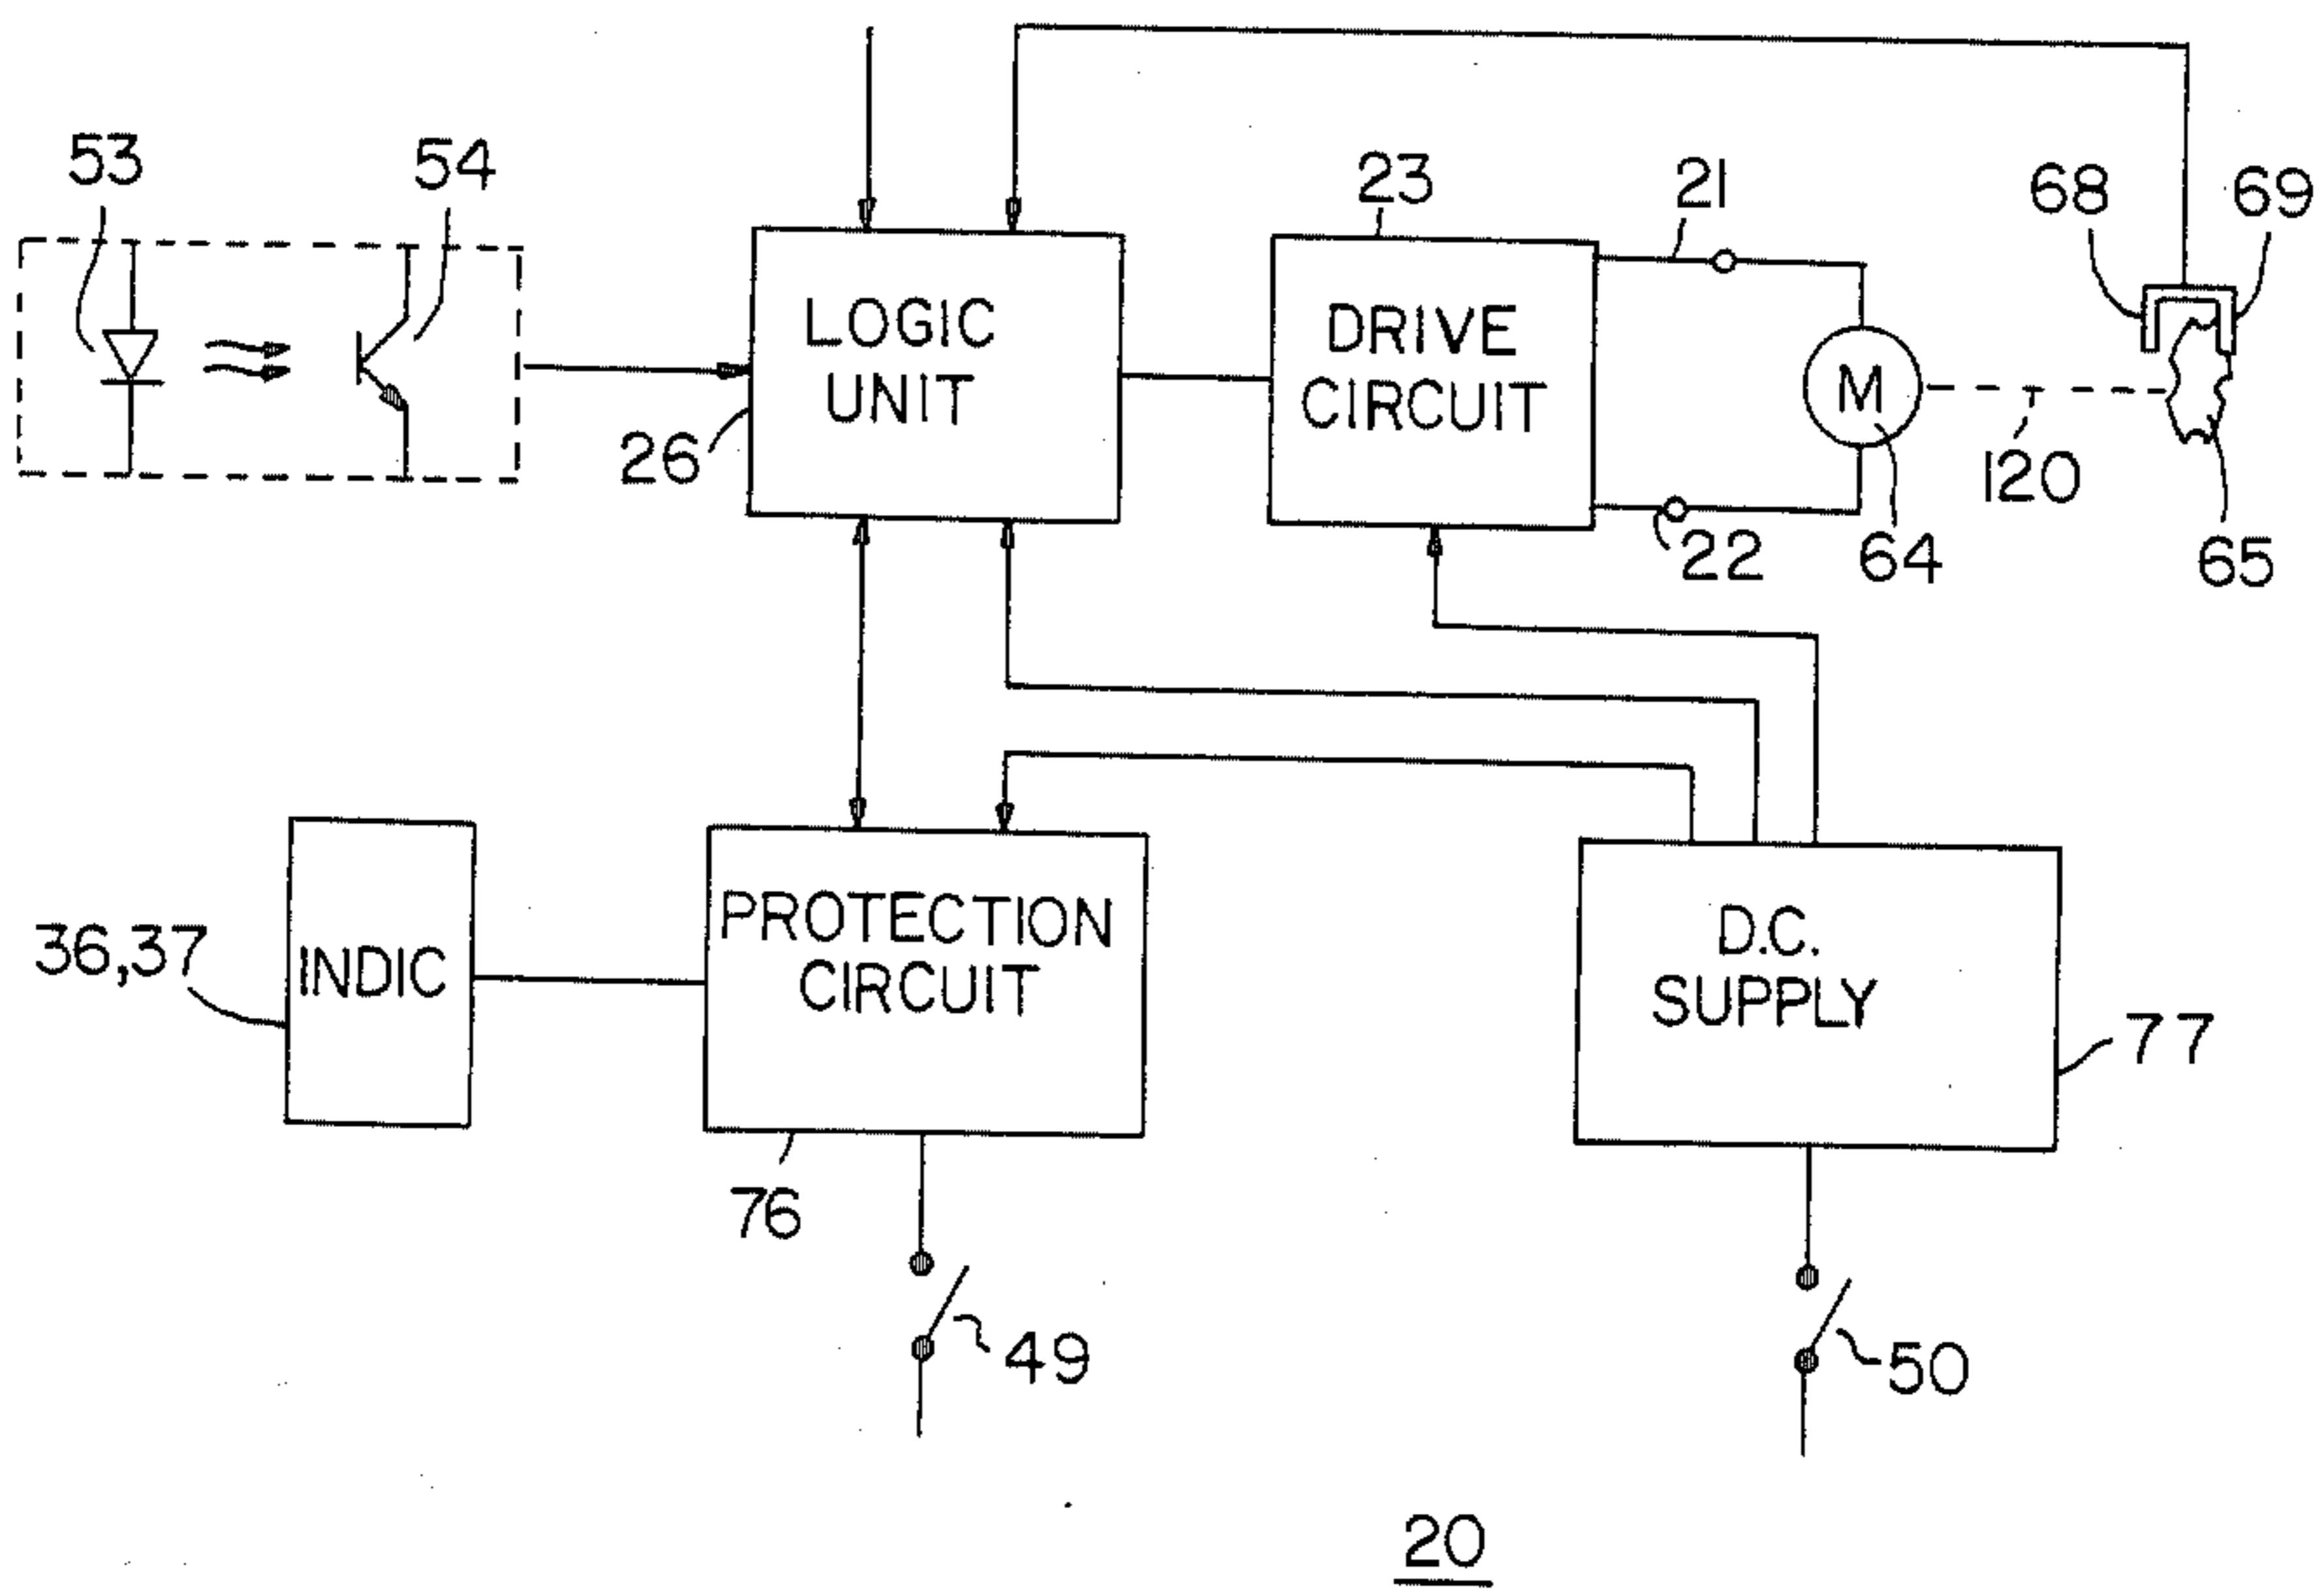 53
54
23
21
68
69
LOGIC
UNIT
DRIVE
CIRCUIT
M
26
120
22
64
65
36,37
INDIC
PROTECTION
CIRCUIT
D.C.
SUPPLY
77
76
49
50
20